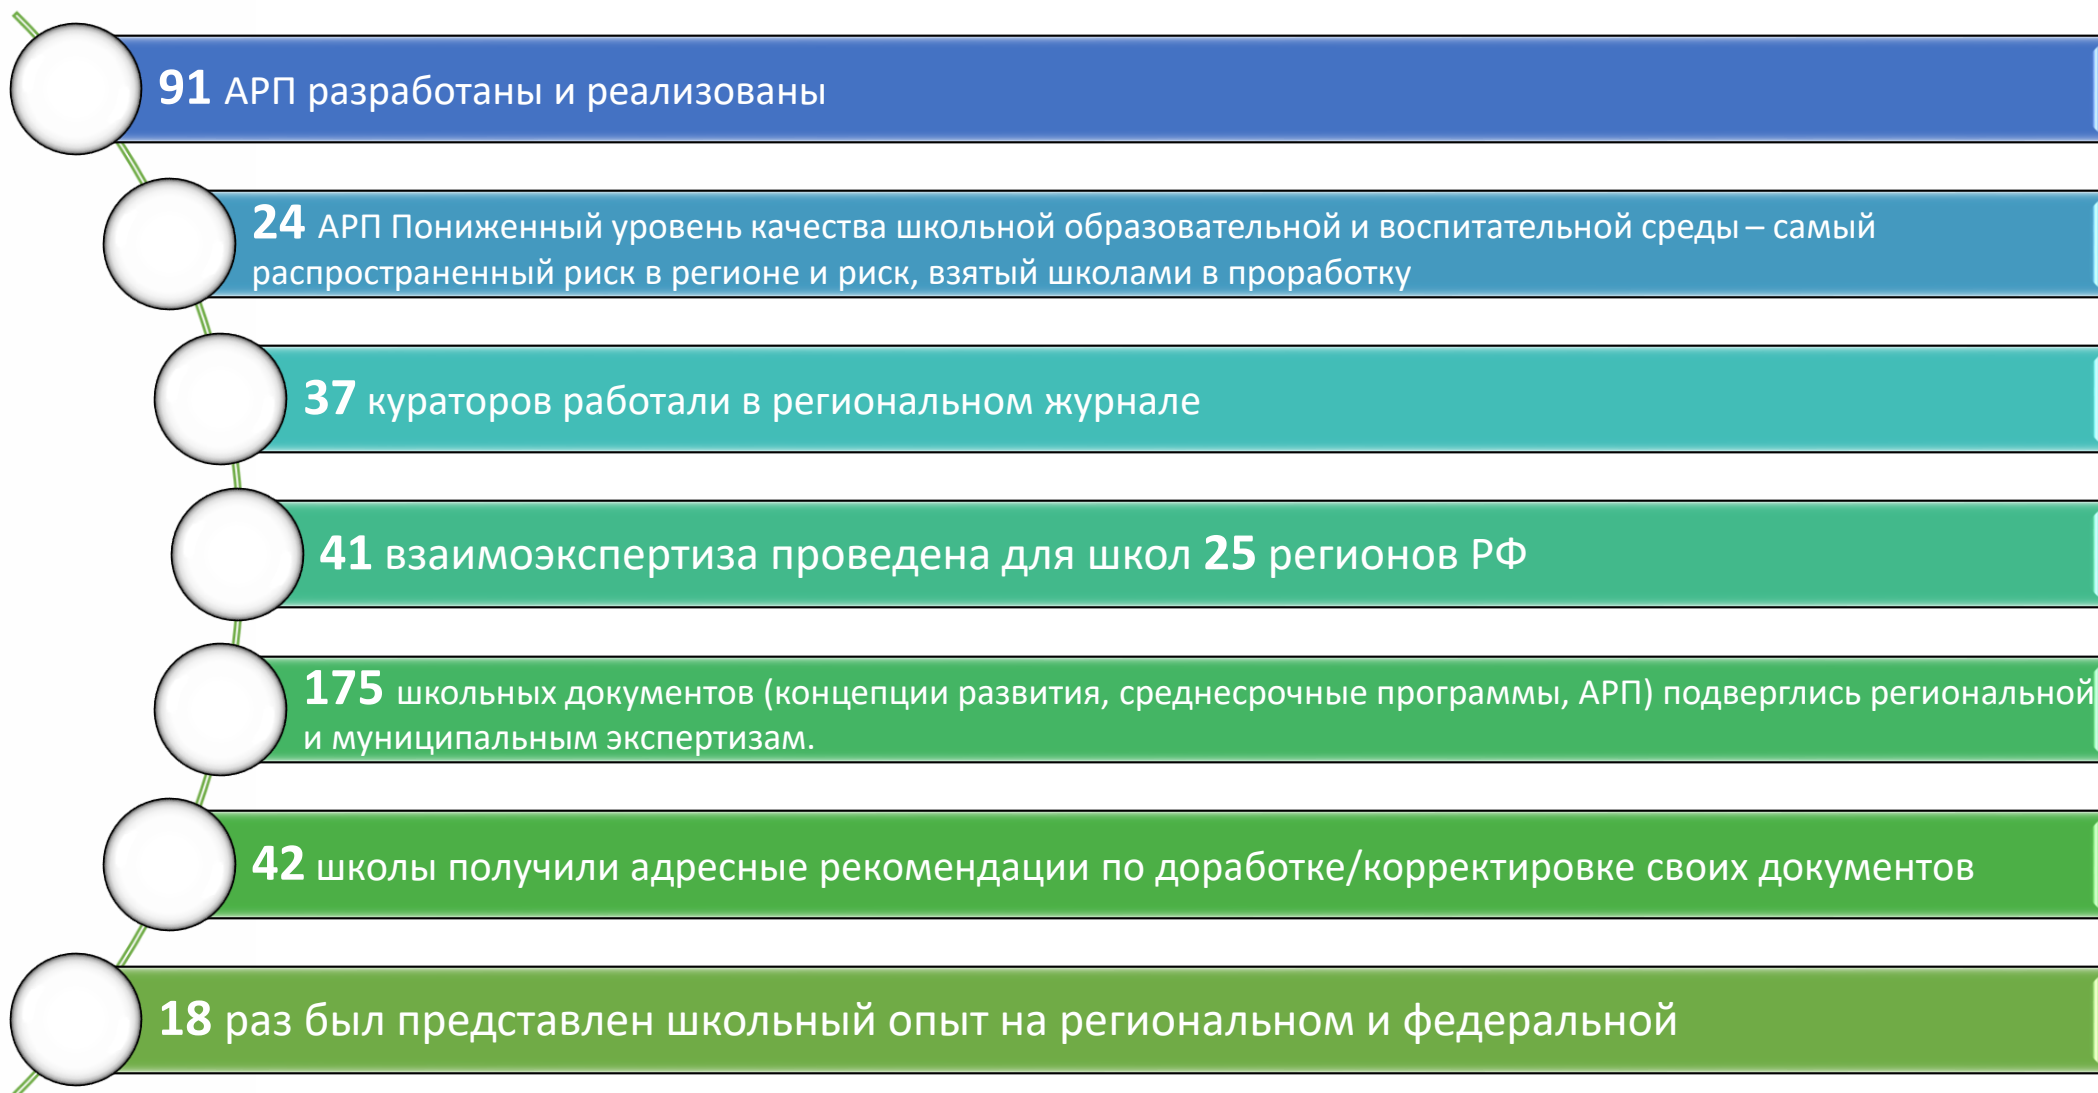 91 АРП разработаны и реализованы
24 АРП Пониженный уровень качества школьной образовательной и воспитательной среды – самый
распространенный риск в регионе и риск, взятый школами в проработку
37 кураторов работали в региональном журнале
41 взаимоэкспертиза проведена для школ 25 регионов РФ
175 школьных документов (концепции развития, среднесрочные программы, АРП) подверглись региональной
и муниципальным экспертизам.
42 школы получили адресные рекомендации по доработке/корректировке своих документов
18 раз был представлен школьный опыт на региональном и федеральной